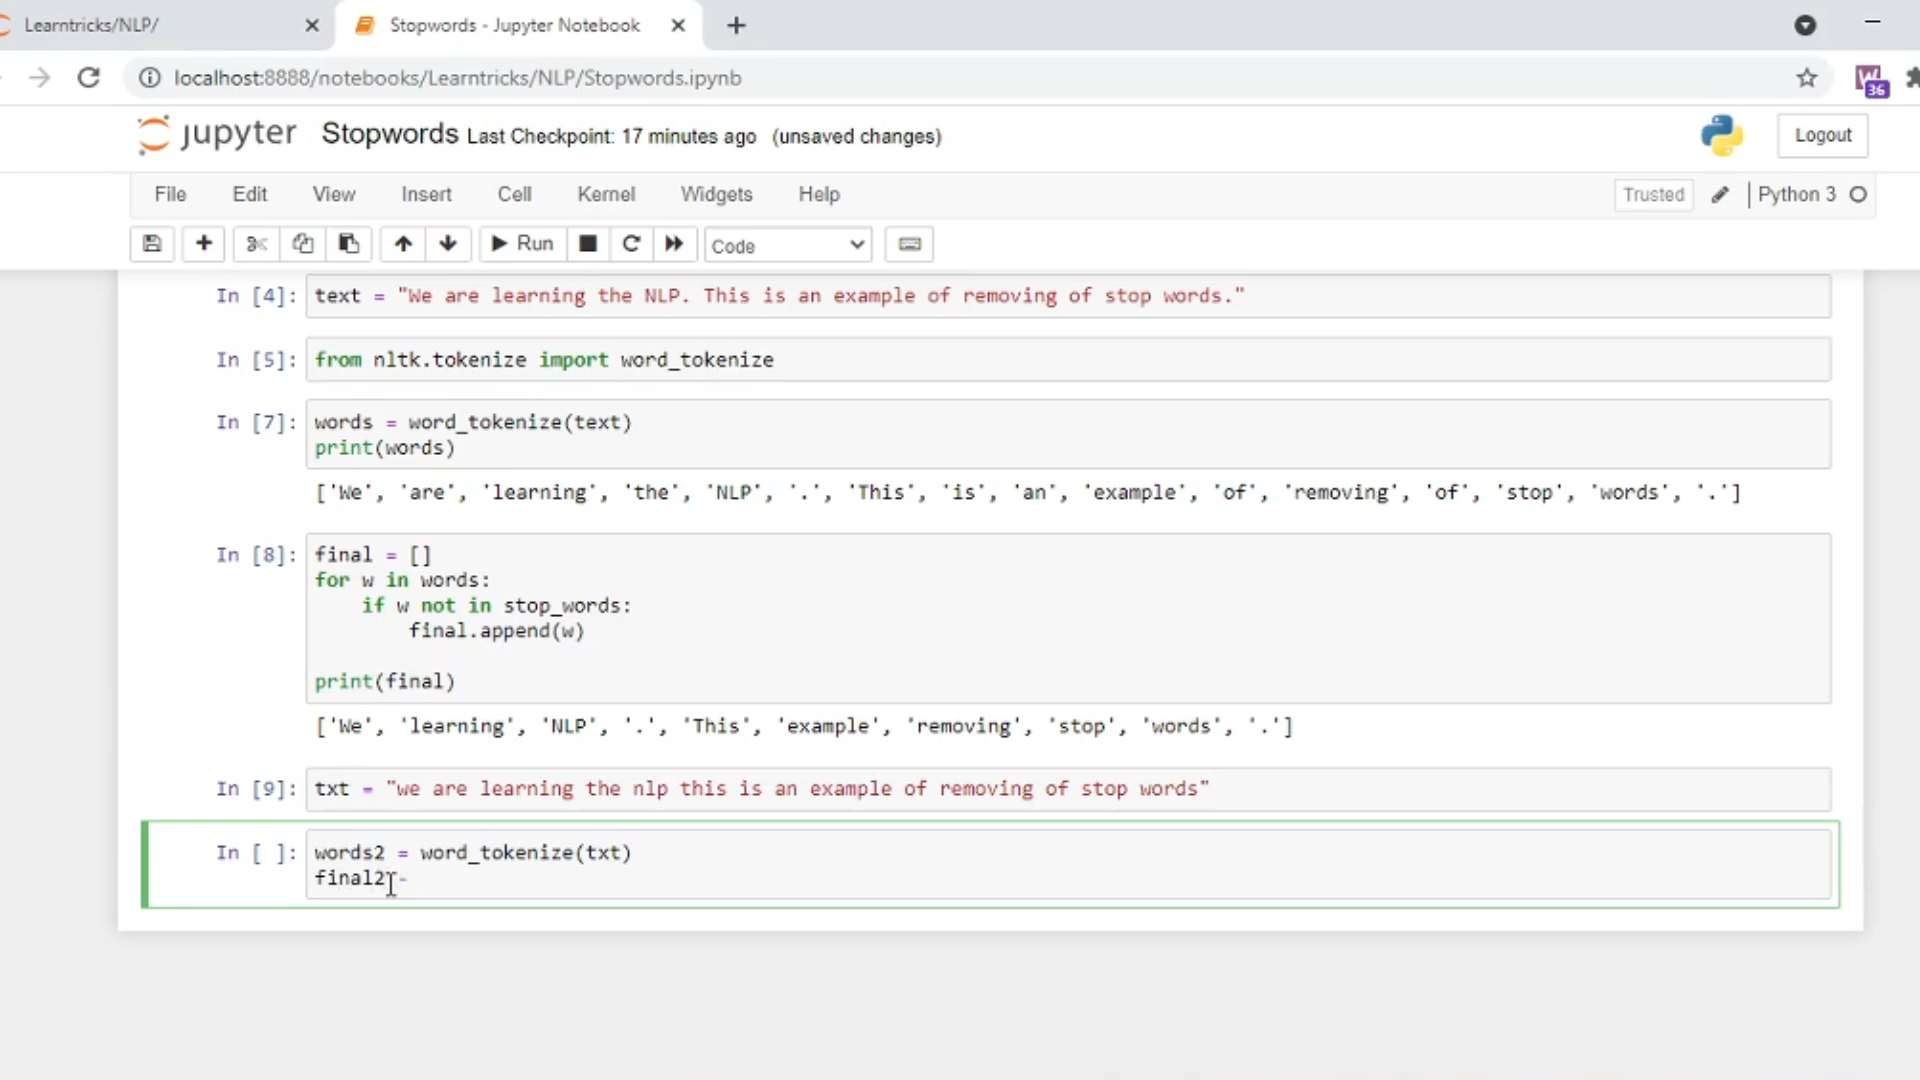 Learntricks/NLP/
Stopwords - Jupyter Notebook
localhost:8888/notebooks/Learntricks/NLP/Stopwords.ipynb
36
jupyter Stopwords Last Checkpoint: 17 minutes ago (unsaved changes)
Logout
File Edit View Insert Cell Kernel Widgets Help
Trusted Python 3
Run Code
In [4]: text = "We are learning the NLP. This is an example of removing of stop words."
In [5]: from nltk.tokenize import word_tokenize
In [7]: words = word_tokenize(text)
print(words)
['We', 'are', 'learning', 'the', 'NLP', '.', 'This', 'is', 'an', 'example', 'of', 'removing', 'of', 'stop', 'words', '.']
In [8]: final = []
for w in words:
    if w not in stop_words:
        final.append(w)
print(final)
['We', 'learning', 'NLP', '.', 'This', 'example', 'removing', 'stop', 'words', '.']
In [9]: txt = "we are learning the nlp this is an example of removing of stop words"
In [ ]: words2 = word_tokenize(txt)
final2 -